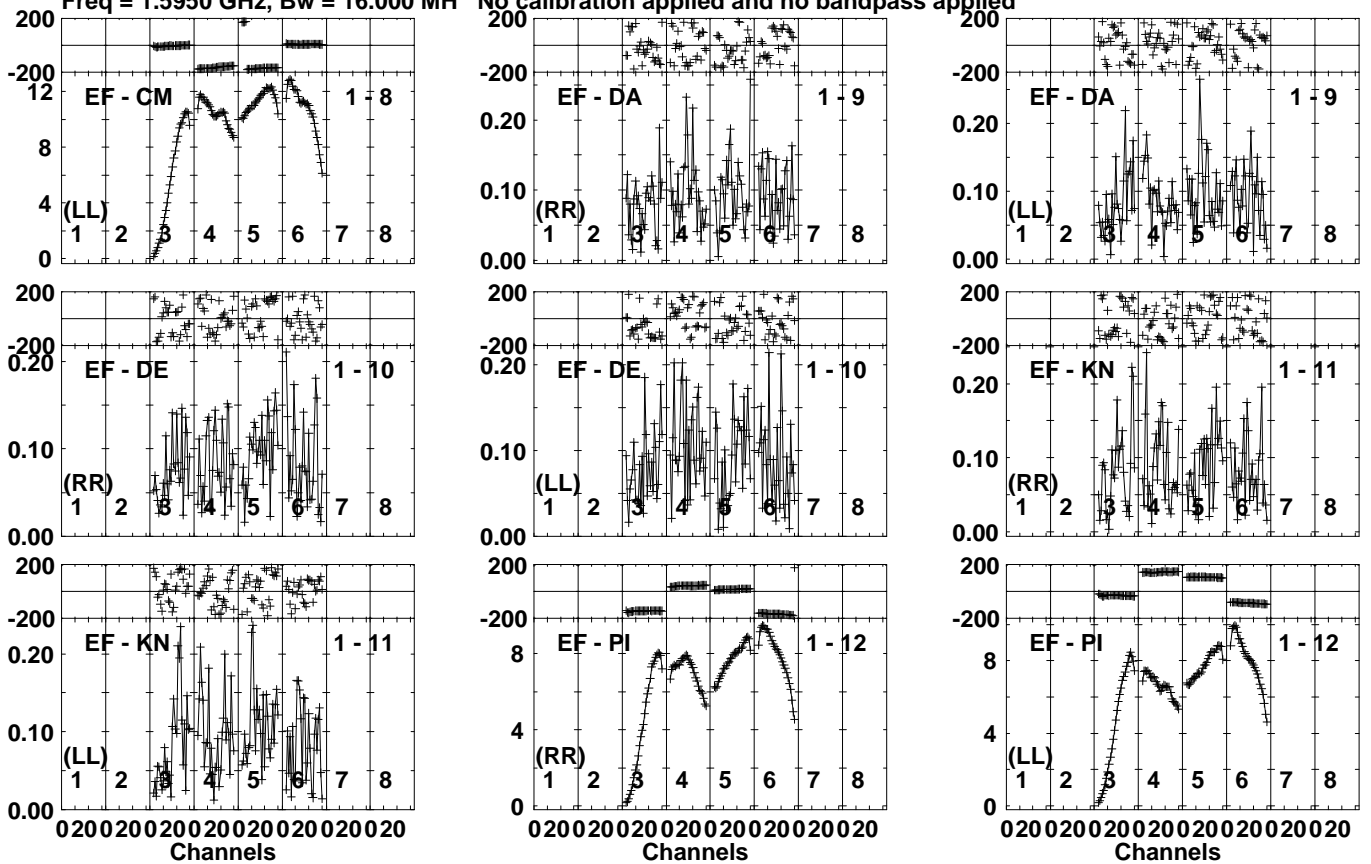 Freq = 1.5950 GHz, Bw = 16.000 MH No calibration applied and no bandpass applied
200
-200
12
8
4
0
EF - CM 1 - 8
(LL)
1 2 3 4 5 6 7 8
200
-200
0.20
0.10
0.00
EF - DA 1 - 9
(RR)
1 2 3 4 5 6 7 8
200
-200
0.20
0.10
0.00
EF - DA 1 - 9
(LL)
1 2 3 4 5 6 7 8
200
-200
0.20
0.10
0.00
EF - DE 1 - 10
(RR)
1 2 3 4 5 6 7 8
200
-200
0.20
0.10
0.00
EF - DE 1 - 10
(LL)
1 2 3 4 5 6 7 8
200
-200
0.20
0.10
0.00
EF - KN 1 - 11
(RR)
1 2 3 4 5 6 7 8
200
-200
0.20
0.10
0.00
EF - KN 1 - 11
(LL)
1 2 3 4 5 6 7 8
0 20 0 20 0 20 0 20 0 20 0 20 0 20 0 20
Channels
200
-200
8
4
0
EF - PI 1 - 12
(RR)
1 2 3 4 5 6 7 8
0 20 0 20 0 20 0 20 0 20 0 20 0 20 0 20
Channels
200
-200
8
4
0
EF - PI 1 - 12
(LL)
1 2 3 4 5 6 7 8
0 20 0 20 0 20 0 20 0 20 0 20 0 20 0 20
Channels